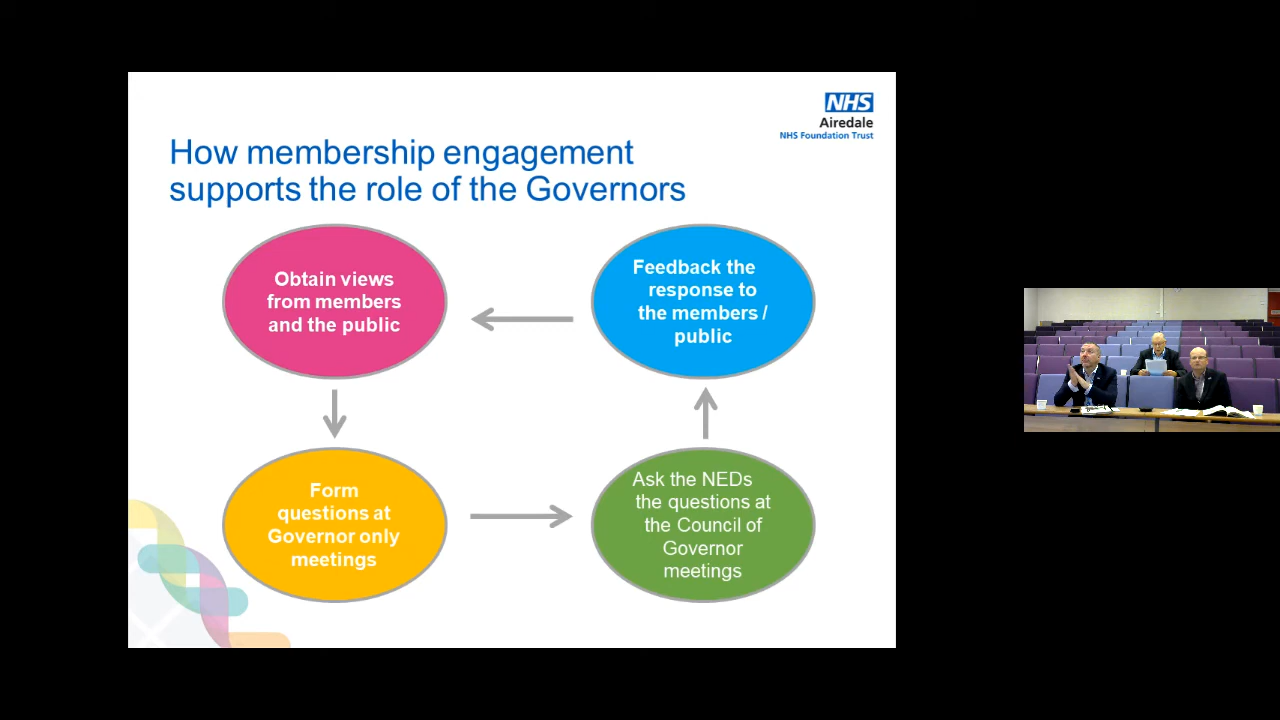 NHS
Airedale
NHS Foundation Trust
How membership engagement
supports the role of the Governors
Obtain views
from members
and the public
Feedback the
response to
the members /
public
Form
questions at
Governor only
meetings
Ask the NEDs
the questions at
the Council of
Governor
meetings